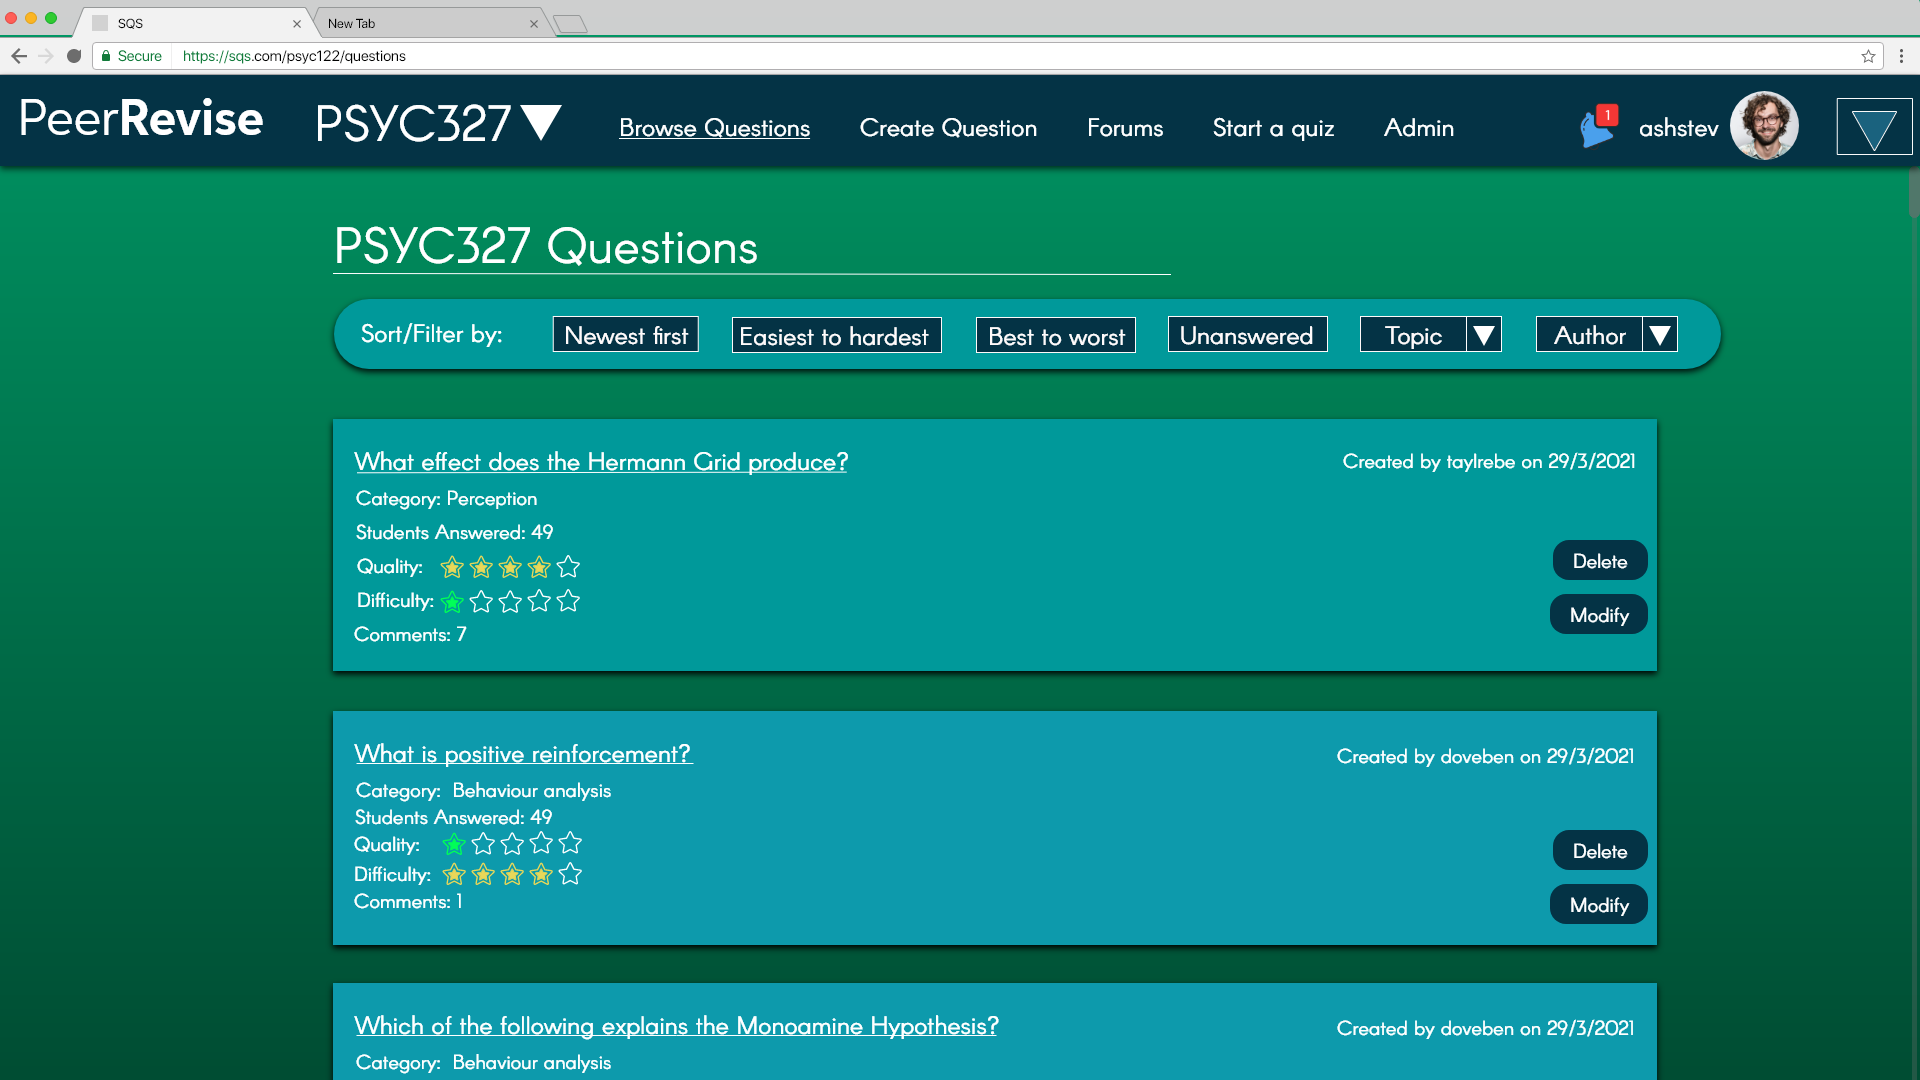 SQS
New Tab
Secure
https://sqs.com/psyc122/questions
PeerRevise
PSYC327
Browse Questions
Create Question
Forums
Start a quiz
Admin
1
ashstev
PSYC327 Questions
Sort/Filter by:
Newest first
Easiest to hardest
Best to worst
Unanswered
Topic
Author
What effect does the Hermann Grid produce?
Created by taylrebe on 29/3/2021
Category: Perception
Students Answered: 49
Quality:
Difficulty:
Comments: 7
Delete
Modify
What is positive reinforcement?
Created by doveben on 29/3/2021
Category: Behaviour analysis
Students Answered: 49
Quality:
Difficulty:
Comments: 1
Delete
Modify
Which of the following explains the Monoamine Hypothesis?
Created by doveben on 29/3/2021
Category: Behaviour analysis